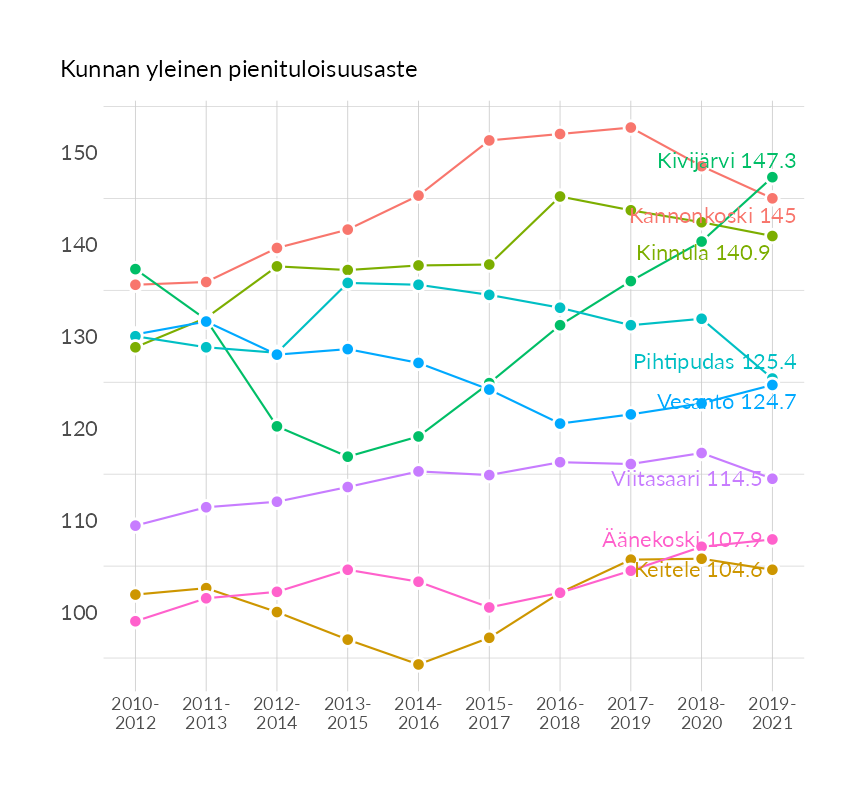 Kunnan yleinen pienituloisuusaste
150
140
130
120
110
100
Kivijärvi 147.3
Kannonkoski 145
Kinnula 140.9
Pihtipudas 125.4
Vesanto 124.7
Viitasaari 114.5
Äänekoski 107.9
Keitele 104.6
2010- 2011- 2012- 2013- 2014- 2015- 2016- 2017- 2018- 2019-
2012 2013 2014 2015 2016 2017 2018 2019 2020 2021